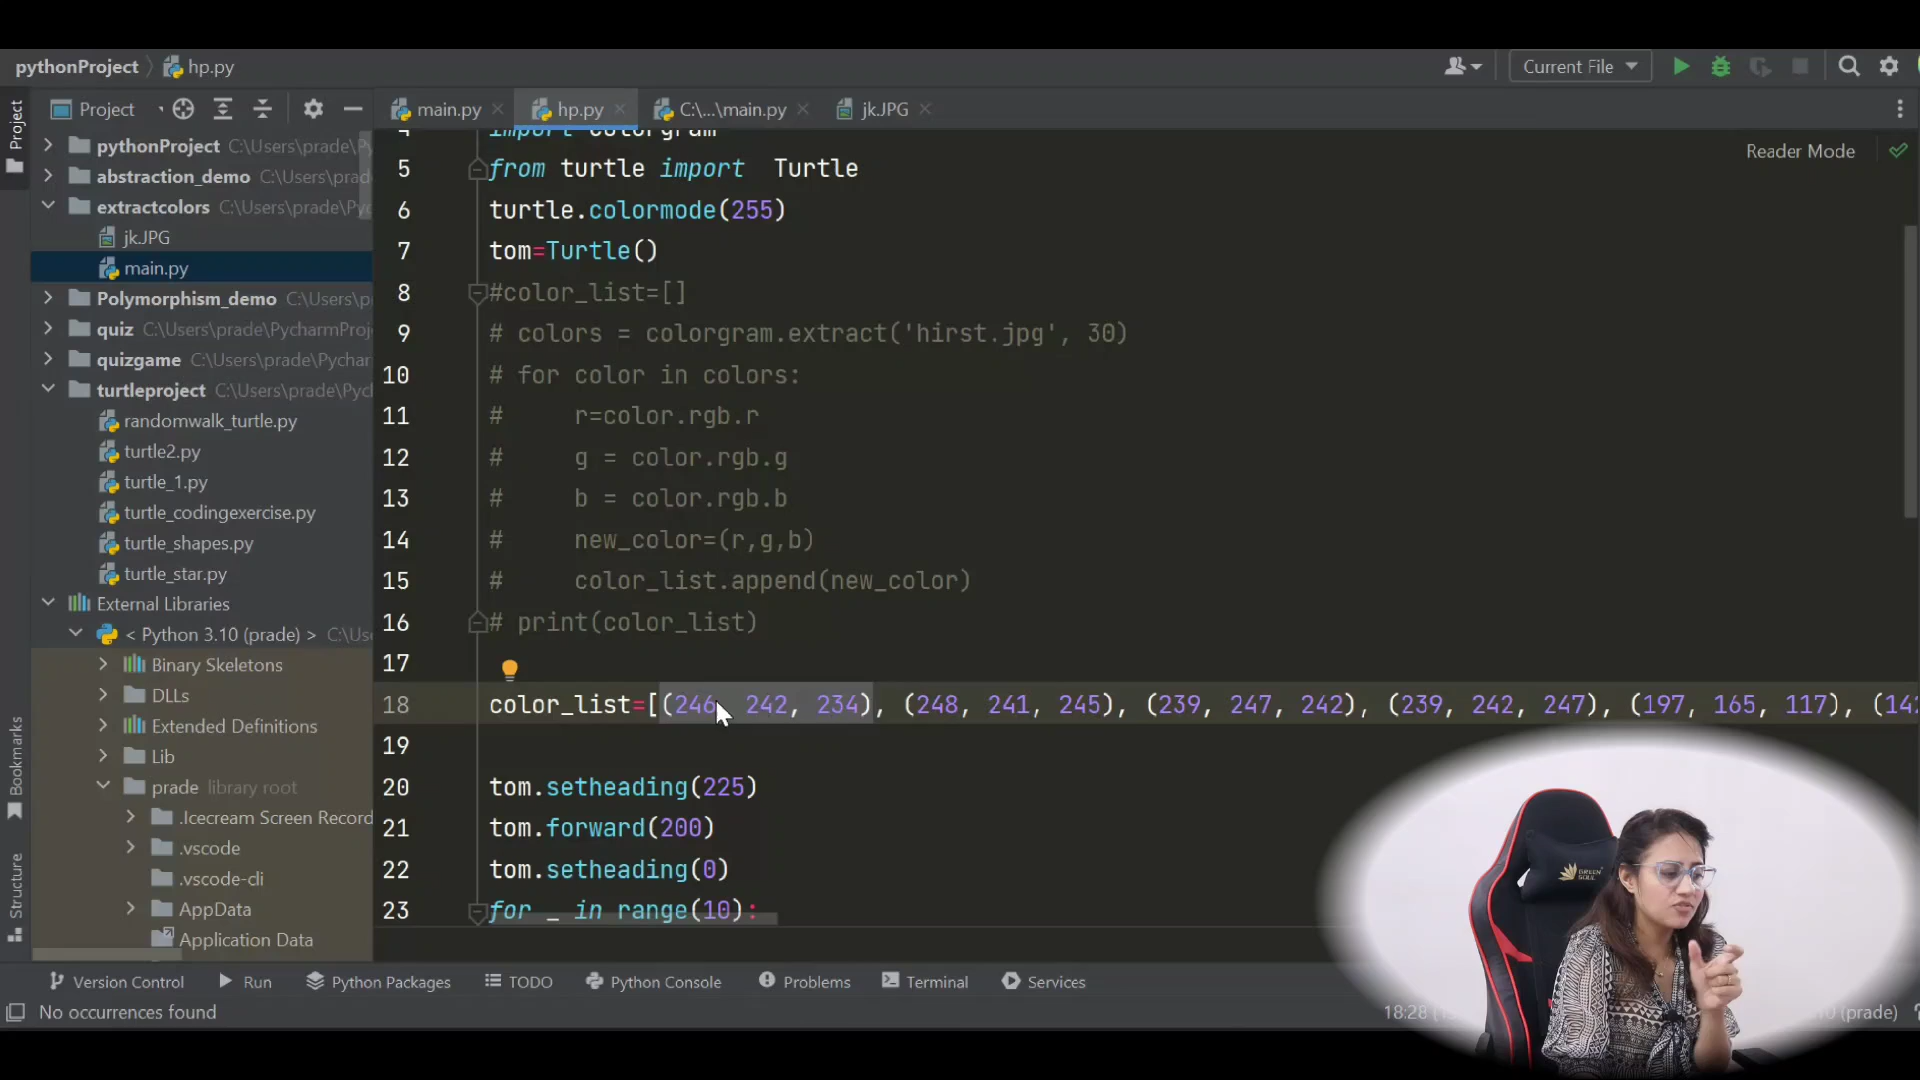 pythonProject hp.py
Current File
Project
Project
main.py
hp.py
C:\...\main.py
jk.JPG
Reader Mode
pythonProject C:\Users\prade\P
abstraction_demo C:\Users\prad
extractcolors C:\Users\prade\Py
jk.JPG
main.py
Polymorphism_demo C:\Users\p
quiz C:\Users\prade\PycharmProj
quizgame C:\Users\prade\Pychar
turtleproject C:\Users\prade\Pyc
randomwalk_turtle.py
turtle2.py
turtle_1.py
turtle_codingexercise.py
turtle_shapes.py
turtle_star.py
External Libraries
< Python 3.10 (prade) > C:\Use
Binary Skeletons
DLLs
Extended Definitions
Lib
prade library root
.Icecream Screen Record
.vscode
.vscode-cli
AppData
Application Data
4 import colorgram
5 from turtle import Turtle
6 turtle.colormode(255)
7 tom=Turtle()
8 #color_list=[]
9 # colors = colorgram.extract('hirst.jpg', 30)
10 # for color in colors:
11 # r=color.rgb.r
12 # g = color.rgb.g
13 # b = color.rgb.b
14 # new_color=(r,g,b)
15 # color_list.append(new_color)
16 # print(color_list)
17
18 color_list=[(246, 242, 234), (248, 241, 245), (239, 247, 242), (239, 242, 247), (197, 165, 117), (142
19
20 tom.setheading(225)
21 tom.forward(200)
22 tom.setheading(0)
23 for _ in range(10):
Bookmarks
Structure
Version Control
Run
Python Packages
TODO
Python Console
Problems
Terminal
Services
No occurrences found
18:28
(prade)
GREEN SOUL